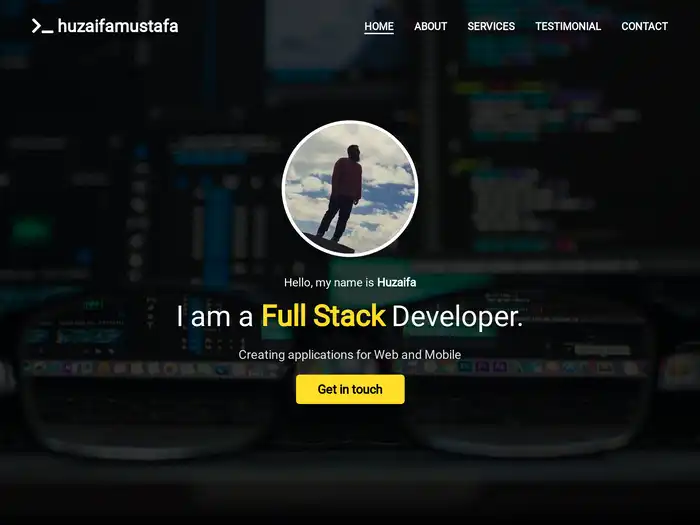 huzaifamustafa
HOME ABOUT SERVICES TESTIMONIAL CONTACT
Hello, my name is Huzaifa
I am a Full Stack Developer.
Creating applications for Web and Mobile
Get in touch